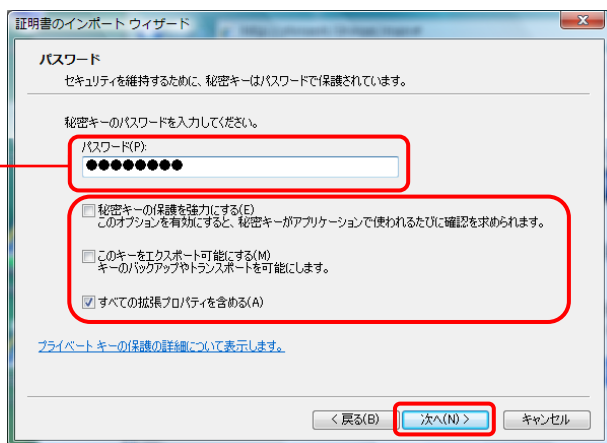 証明書のインポート ウィザード
パスワード
セキュリティを維持するために、秘密キーはパスワードで保護されています。
秘密キーのパスワードを入力してください。
パスワード(P):
●●●●●●●●
秘密キーの保護を強力にする(E)
このオプションを有効にすると、秘密キーがアプリケーションで使われるたびに確認を求められます。
このキーをエクスポート可能にする(M)
キーのバックアップやトランスポートを可能にします。
すべての拡張プロパティを含める(A)
プライベート キーの保護の詳細について表示します。
< 戻る(B) 次へ(N) > キャンセル